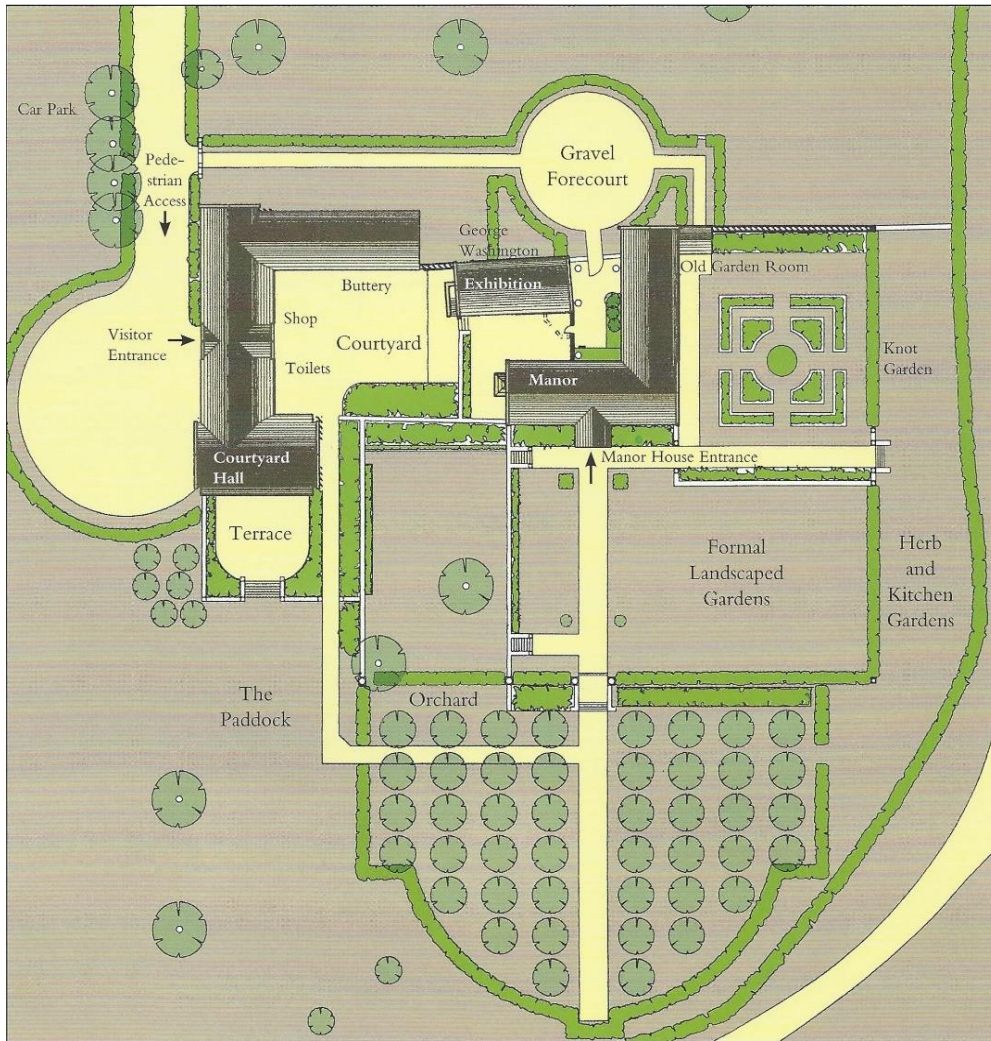 Car Park
Pede-
strian
Access
Gravel
Forecourt
George
Washington
Exhibition
Old Garden Room
Buttery
Shop
Courtyard
Visitor
Entrance
Toilets
Manor
Knot
Garden
Courtyard
Hall
Manor House Entrance
Terrace
Formal
Landscaped
Gardens
Herb
and
Kitchen
Gardens
The
Paddock
Orchard